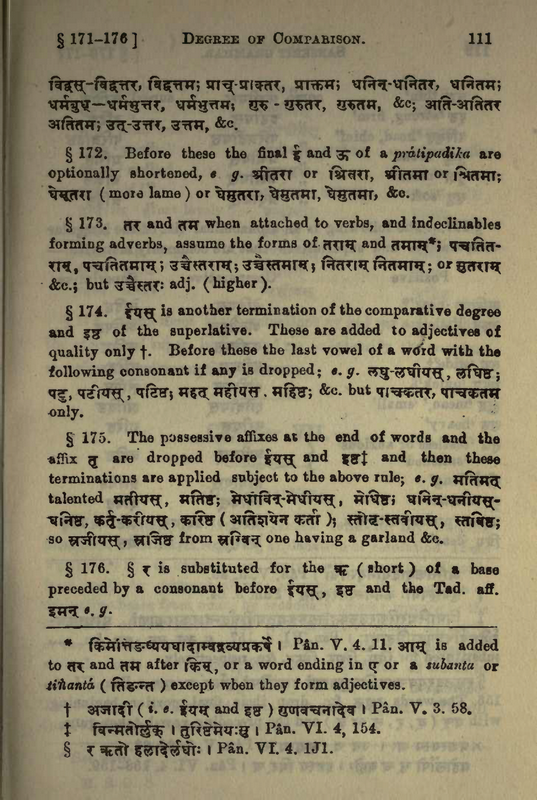 § 171-176 ] DEGREE OF COMPARISON. 111
विद्वस्-विद्वत्तर, विद्वत्तम; प्राच्-प्राक्तर, प्राक्तम; धनिन्-धनितर, धनितम;
धर्मबुध्—धर्मभुत्तर, धर्मभुत्तम; गुरु - गुरुतर, गुरुतम, &c; अति-अतितर
अतितम; उत्-उत्तर, उत्तम, &c.
§ 172. Before these the final ई and ऊ of a prâtipadika are
optionally shortened, e. g. श्रीतरा or श्रितरा, श्रीतमा or श्रितमा;
(more lame) or &c.
§ 173. तर and तम when attached to verbs, and indeclinables
forming adverbs, assume the forms of तराम् and तमाम्*; पचतित-
राम्, पचतितमाम्; उच्चैस्तराम्; उच्चैस्तमाम्; नितराम् नितमाम्; or सुतराम्
&c.; but उच्चैस्तरः adj. (higher).
§ 174. ईयस् is another termination of the comparative degree
and इष्ठ of the superlative. These are added to adjectives of
quality only †. Before these the last vowel of a word with the
following consonant if any is dropped; e. g. लघु-लघीयस्, लघिष्ठ;
पटु, पटीयस्, पटिष्ठ; महत् महीयस्. महिष्ठ; &c. but पाचकतर, पाचकतम
only.
§ 175. The possessive affixes at the end of words and the
affix तृ are dropped before ईयस् and इष्ठ‡ and then these
terminations are applied subject to the above rule; e. g. मतिमत्
talented मतीयस्, मतिष्ठ; मेधाविन्-मेधीयस्, मेधिष्ठ; धनिन्-धनीयस्-
धनिष्ठ, कर्तृ-करीयस्, करिष्ठ (अतिशयेन कर्ता); स्तोतृ-स्तवीयस्, स्तविष्ठ;
so स्रजीयस्, स्रजिष्ठ from स्रग्विन् one having a garland &c.
§ 176. § र is substituted for the ऋ (short) of a base
preceded by a consonant before ईयस्, इष्ठ and the Tad. aff.
इमन् e. g.
* किमेत्तिङव्ययघादाम्वद्रव्यप्रकर्षे । Pân. V. 4. 11. आम् is added
to तर and तम after किम्, or a word ending in ए or a subanta or
tiñantá (तिङन्त) except when they form adjectives.
† अजादी (i. e. ईयस् and इष्ठ) गुणवचनादेव । Pân. V. 3. 58.
‡ विन्मतोर्लुक् । तुरिष्ठेमेयःसु । Pân. VI. 4, 154.
§ र ऋतो हलादेर्लघोः । Pân. VI. 4. 1J1.